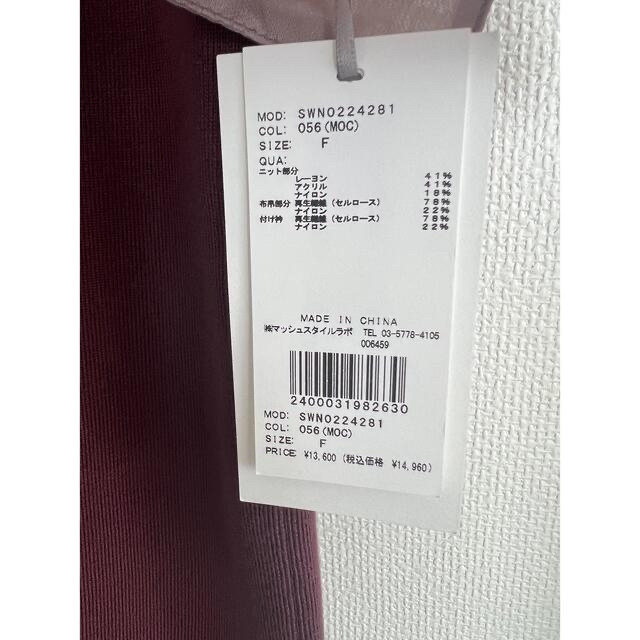 MOD: SWN0224281
COL: 056(MOC)
SIZE: F
QUA:
ニット部分
レーヨン 41%
アクリル 41%
ナイロン 18%
布帛部分 再生繊維（セルロース） 78%
ナイロン 22%
付け衿 再生繊維（セルロース） 78%
ナイロン 22%
MADE IN CHINA
㈱マッシュスタイルラボ TEL 03-5778-4105
006459
2400031982630
MOD: SWN0224281
COL: 056(MOC)
SIZE: F
PRICE: ¥13,600 (税込価格 ¥14,960)